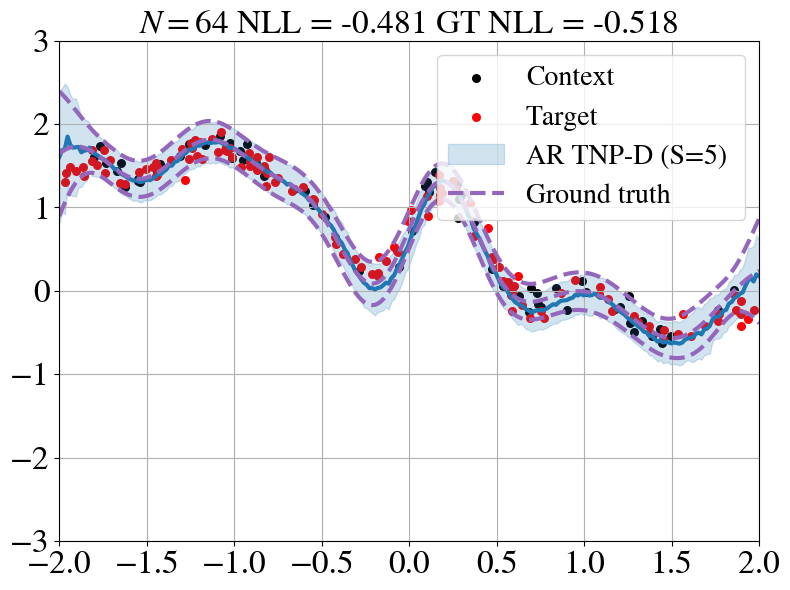 N = 64 NLL = -0.481 GT NLL = -0.518
3
2
1
0
−1
−2
−3
Context
Target
AR TNP-D (S=5)
Ground truth
−2.0 −1.5 −1.0 −0.5 0.0 0.5 1.0 1.5 2.0